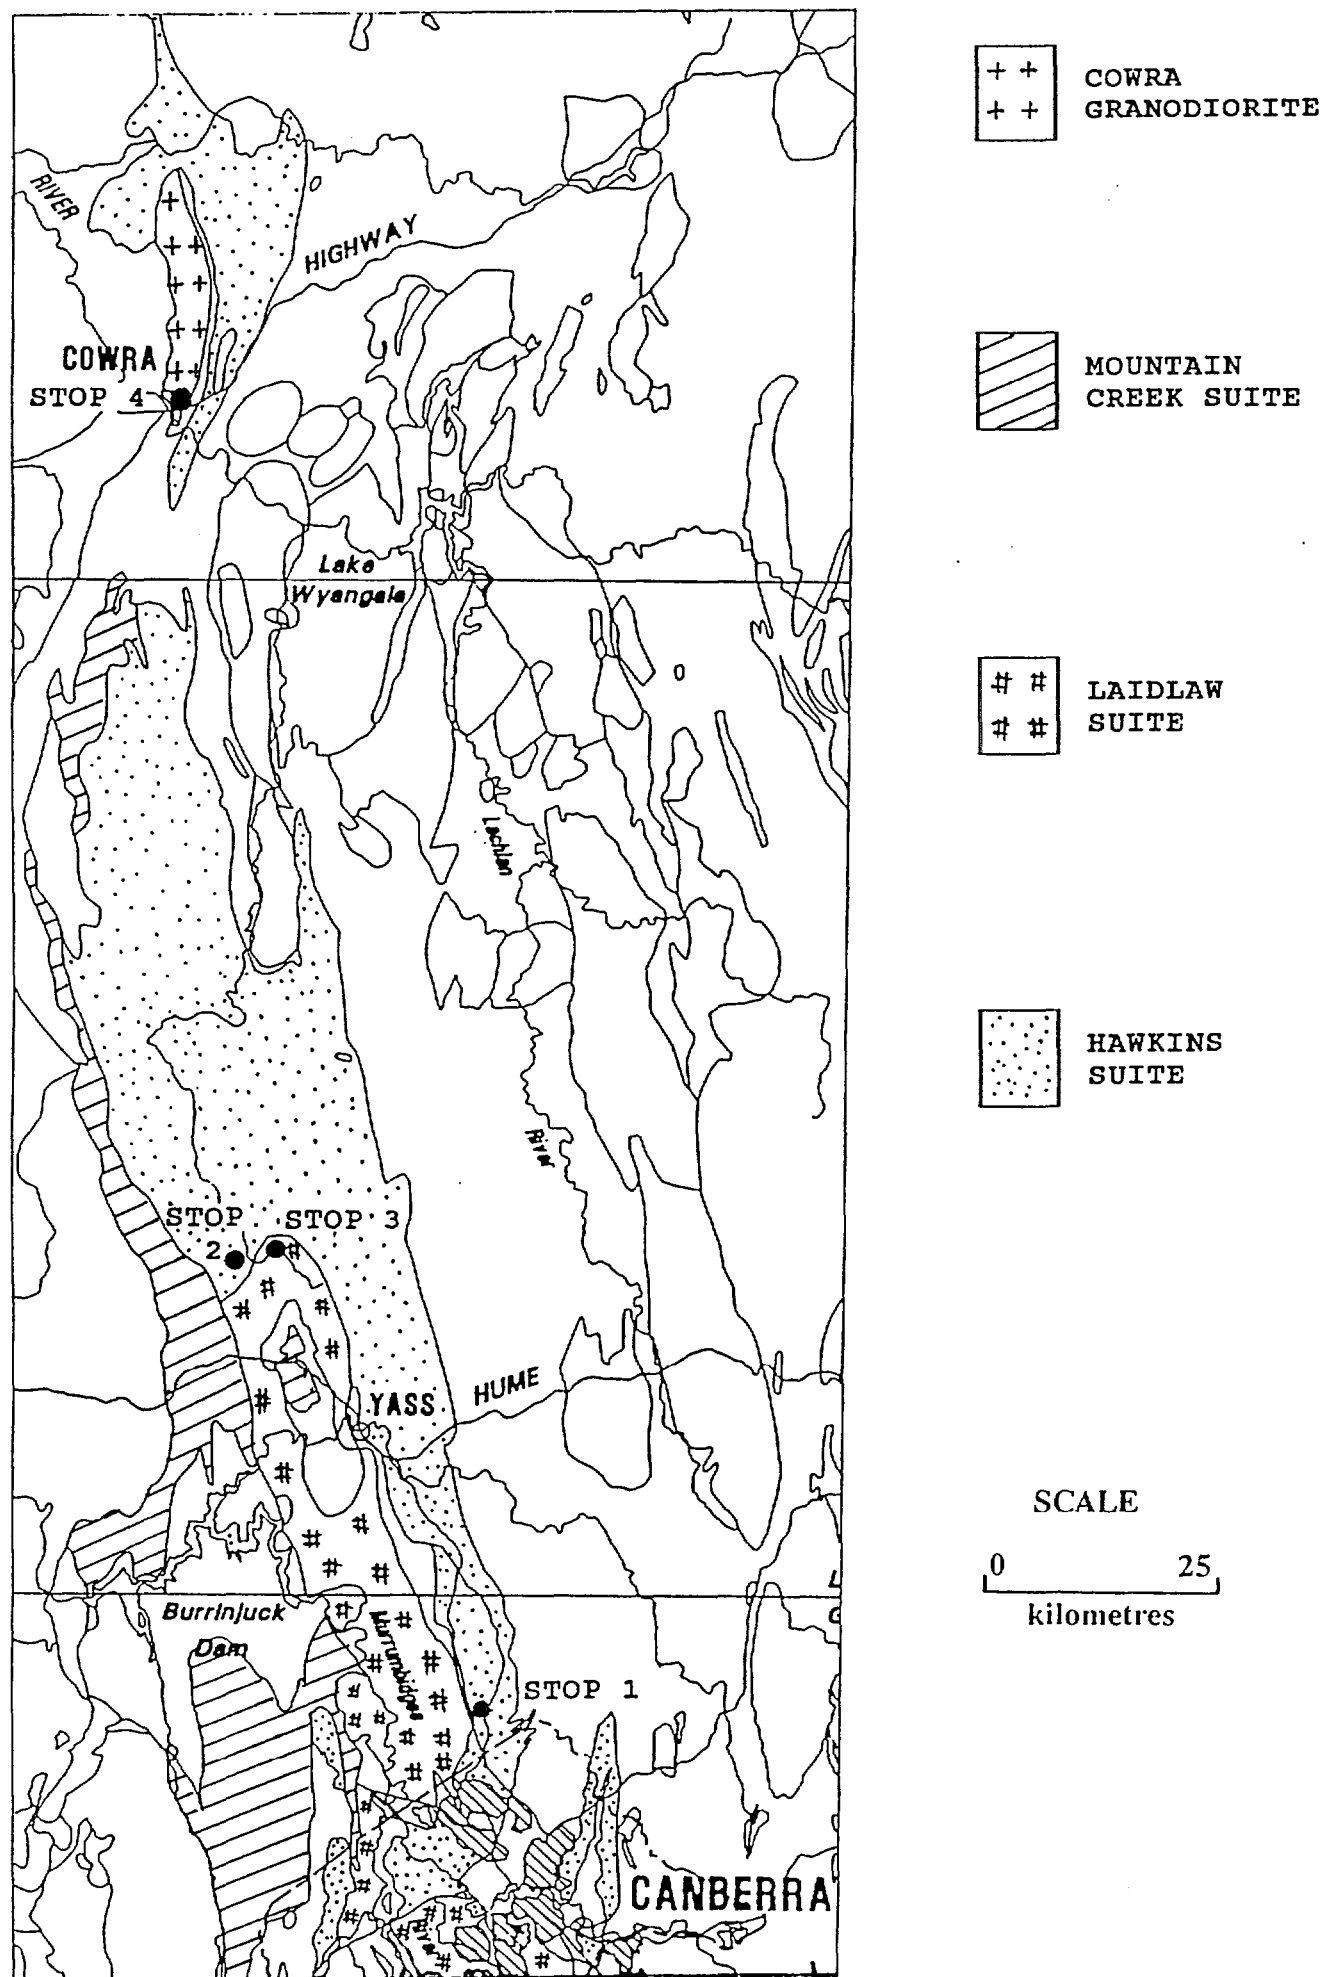 COWRA
GRANODIORITE
RIVER
HIGHWAY
COWRA
STOP 4
MOUNTAIN
CREEK SUITE
Lake
Wyangala
LAIDLAW
SUITE
Lachlan
HAWKINS
SUITE
River
STOP
2
STOP 3
YASS
HUME
SCALE
0 25
kilometres
Burrinjuck
Dam
Murrumbidgee
STOP 1
CANBERRA
River
L
G